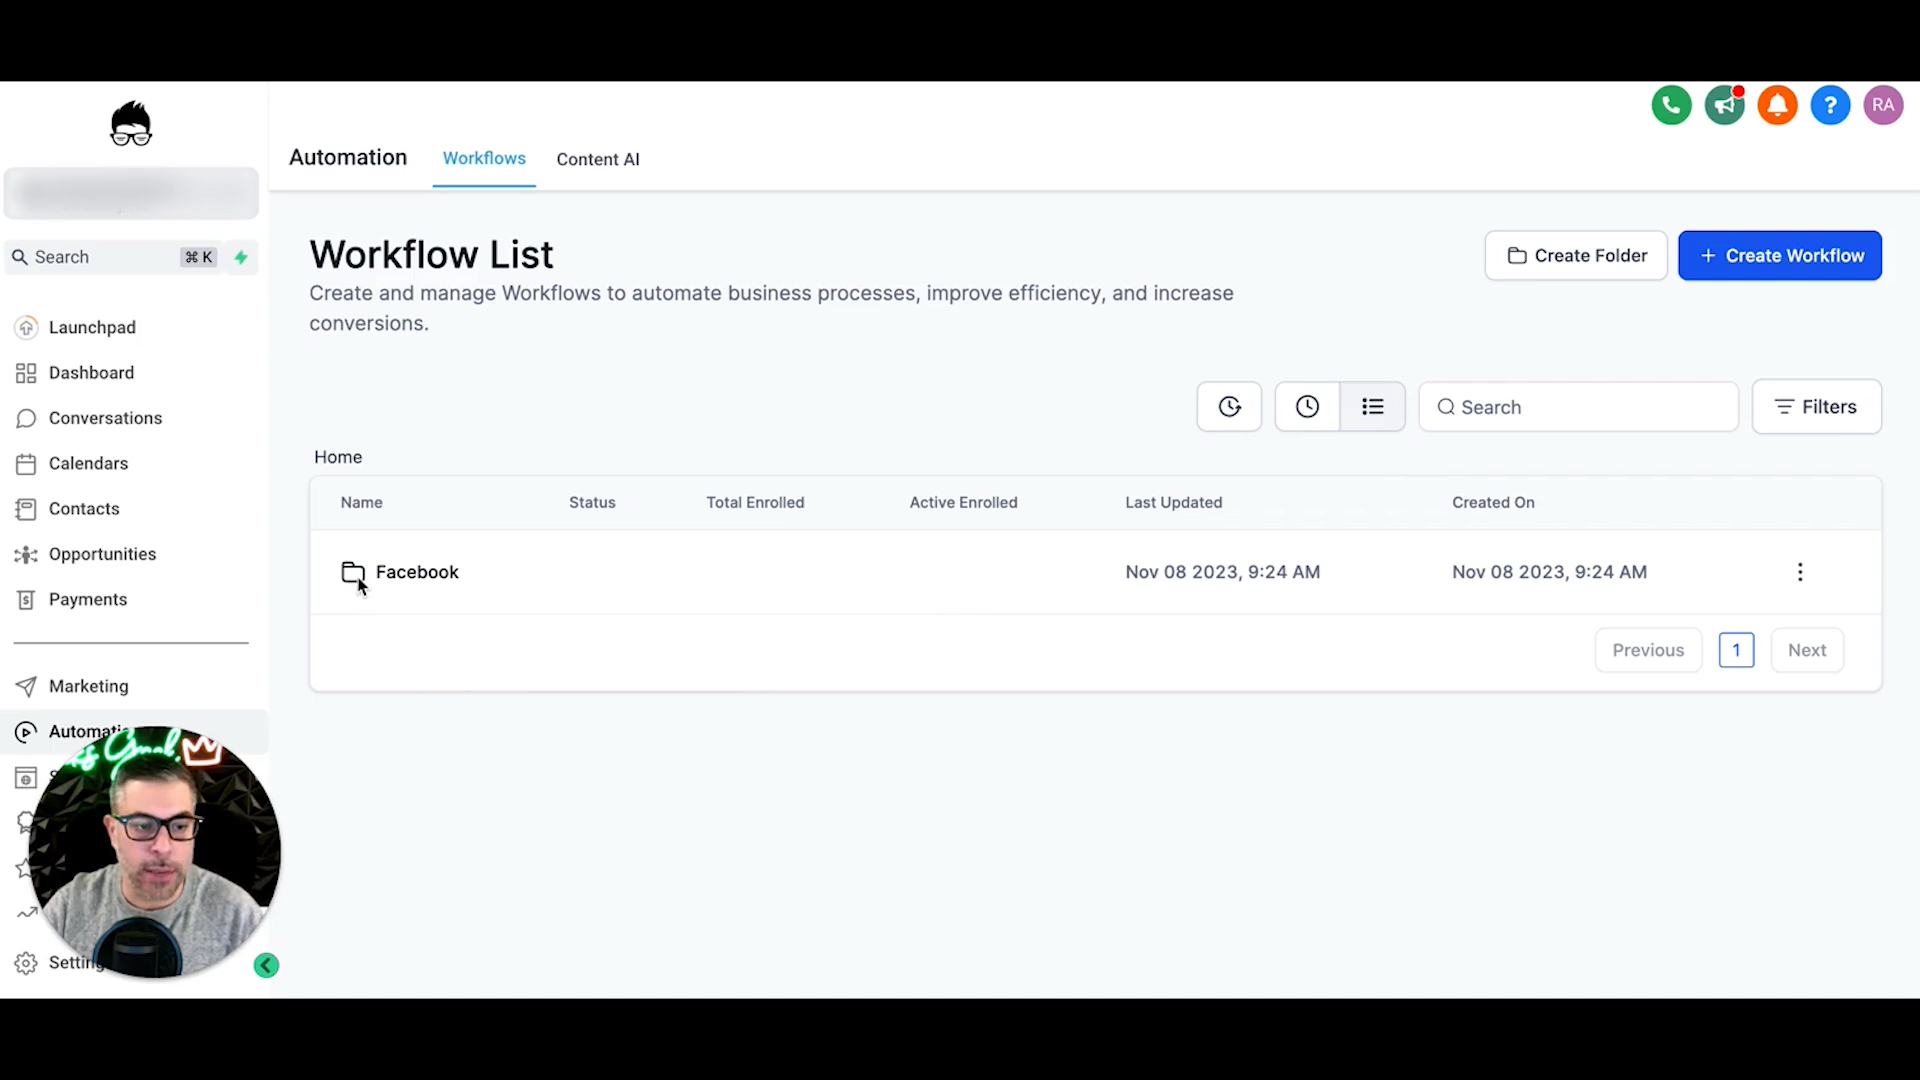 RA
Automation
Workflows
Content AI
Search
⌘ K
Workflow List
Create and manage Workflows to automate business processes, improve efficiency, and increase
conversions.
Create Folder
+ Create Workflow
Launchpad
Dashboard
Conversations
Calendars
Contacts
Opportunities
Payments
Marketing
Search
Filters
Home
Name
Status
Total Enrolled
Active Enrolled
Last Updated
Created On
Facebook
Nov 08 2023, 9:24 AM
Nov 08 2023, 9:24 AM
Previous
1
Next